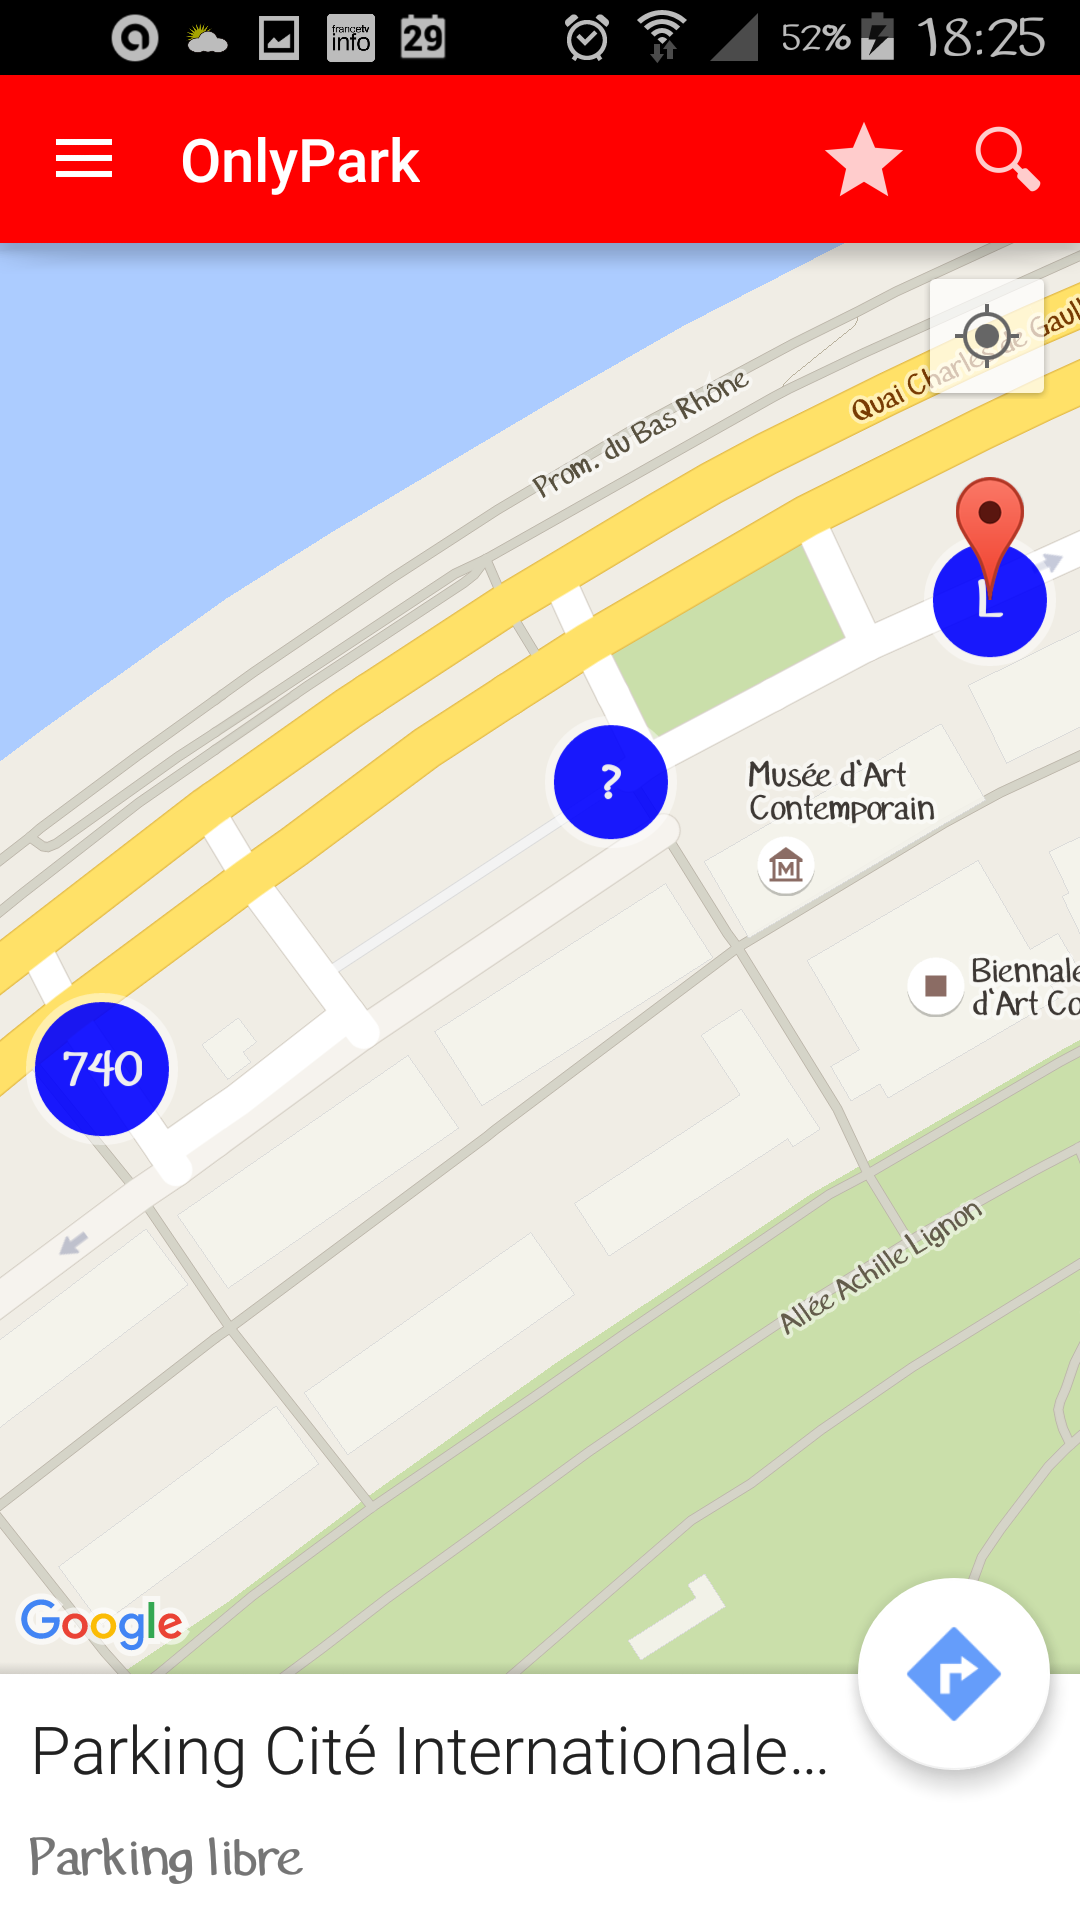 francetv
info
29
52%
18:25
OnlyPark
Quai Charles de Gaull
Prom. du Bas Rhône
L
?
Musée d'Art
Contemporain
M
Biennale
d'Art Co
740
Allée Achille Lignon
Google
Parking Cité Internationale...
Parking libre